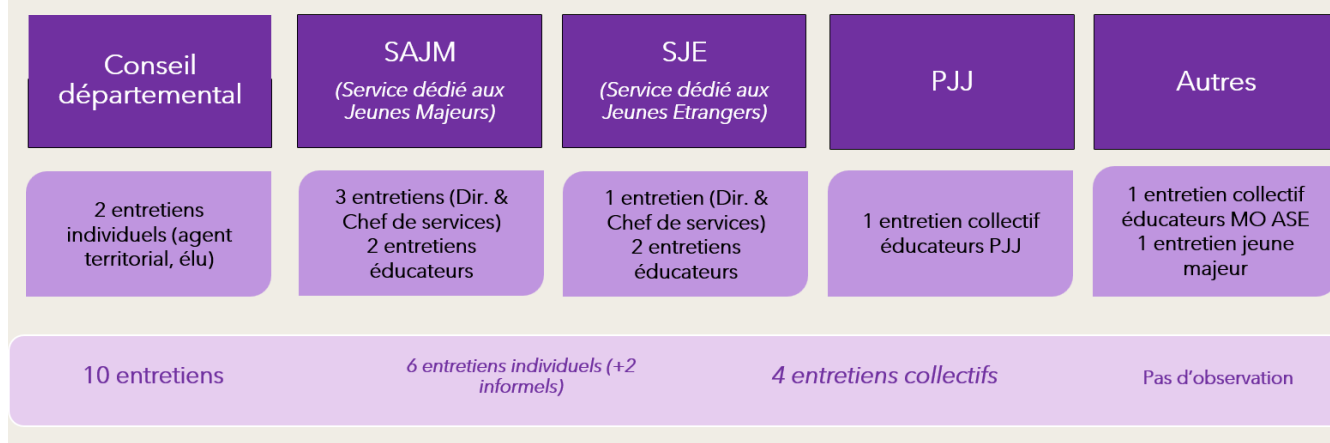 Conseil
départemental
SAJM
(Service dédié aux
Jeunes Majeurs)
SJE
(Service dédié aux
Jeunes Etrangers)
PJJ
Autres
2 entretiens
individuels (agent
territorial, élu)
3 entretiens (Dir. &
Chef de services)
2 entretiens
éducateurs
1 entretien (Dir. &
Chef de services)
2 entretiens
éducateurs
1 entretien collectif
éducateurs PJJ
1 entretien collectif
éducateurs MO ASE
1 entretien jeune
majeur
10 entretiens
6 entretiens individuels (+2
informels)
4 entretiens collectifs
Pas d'observation